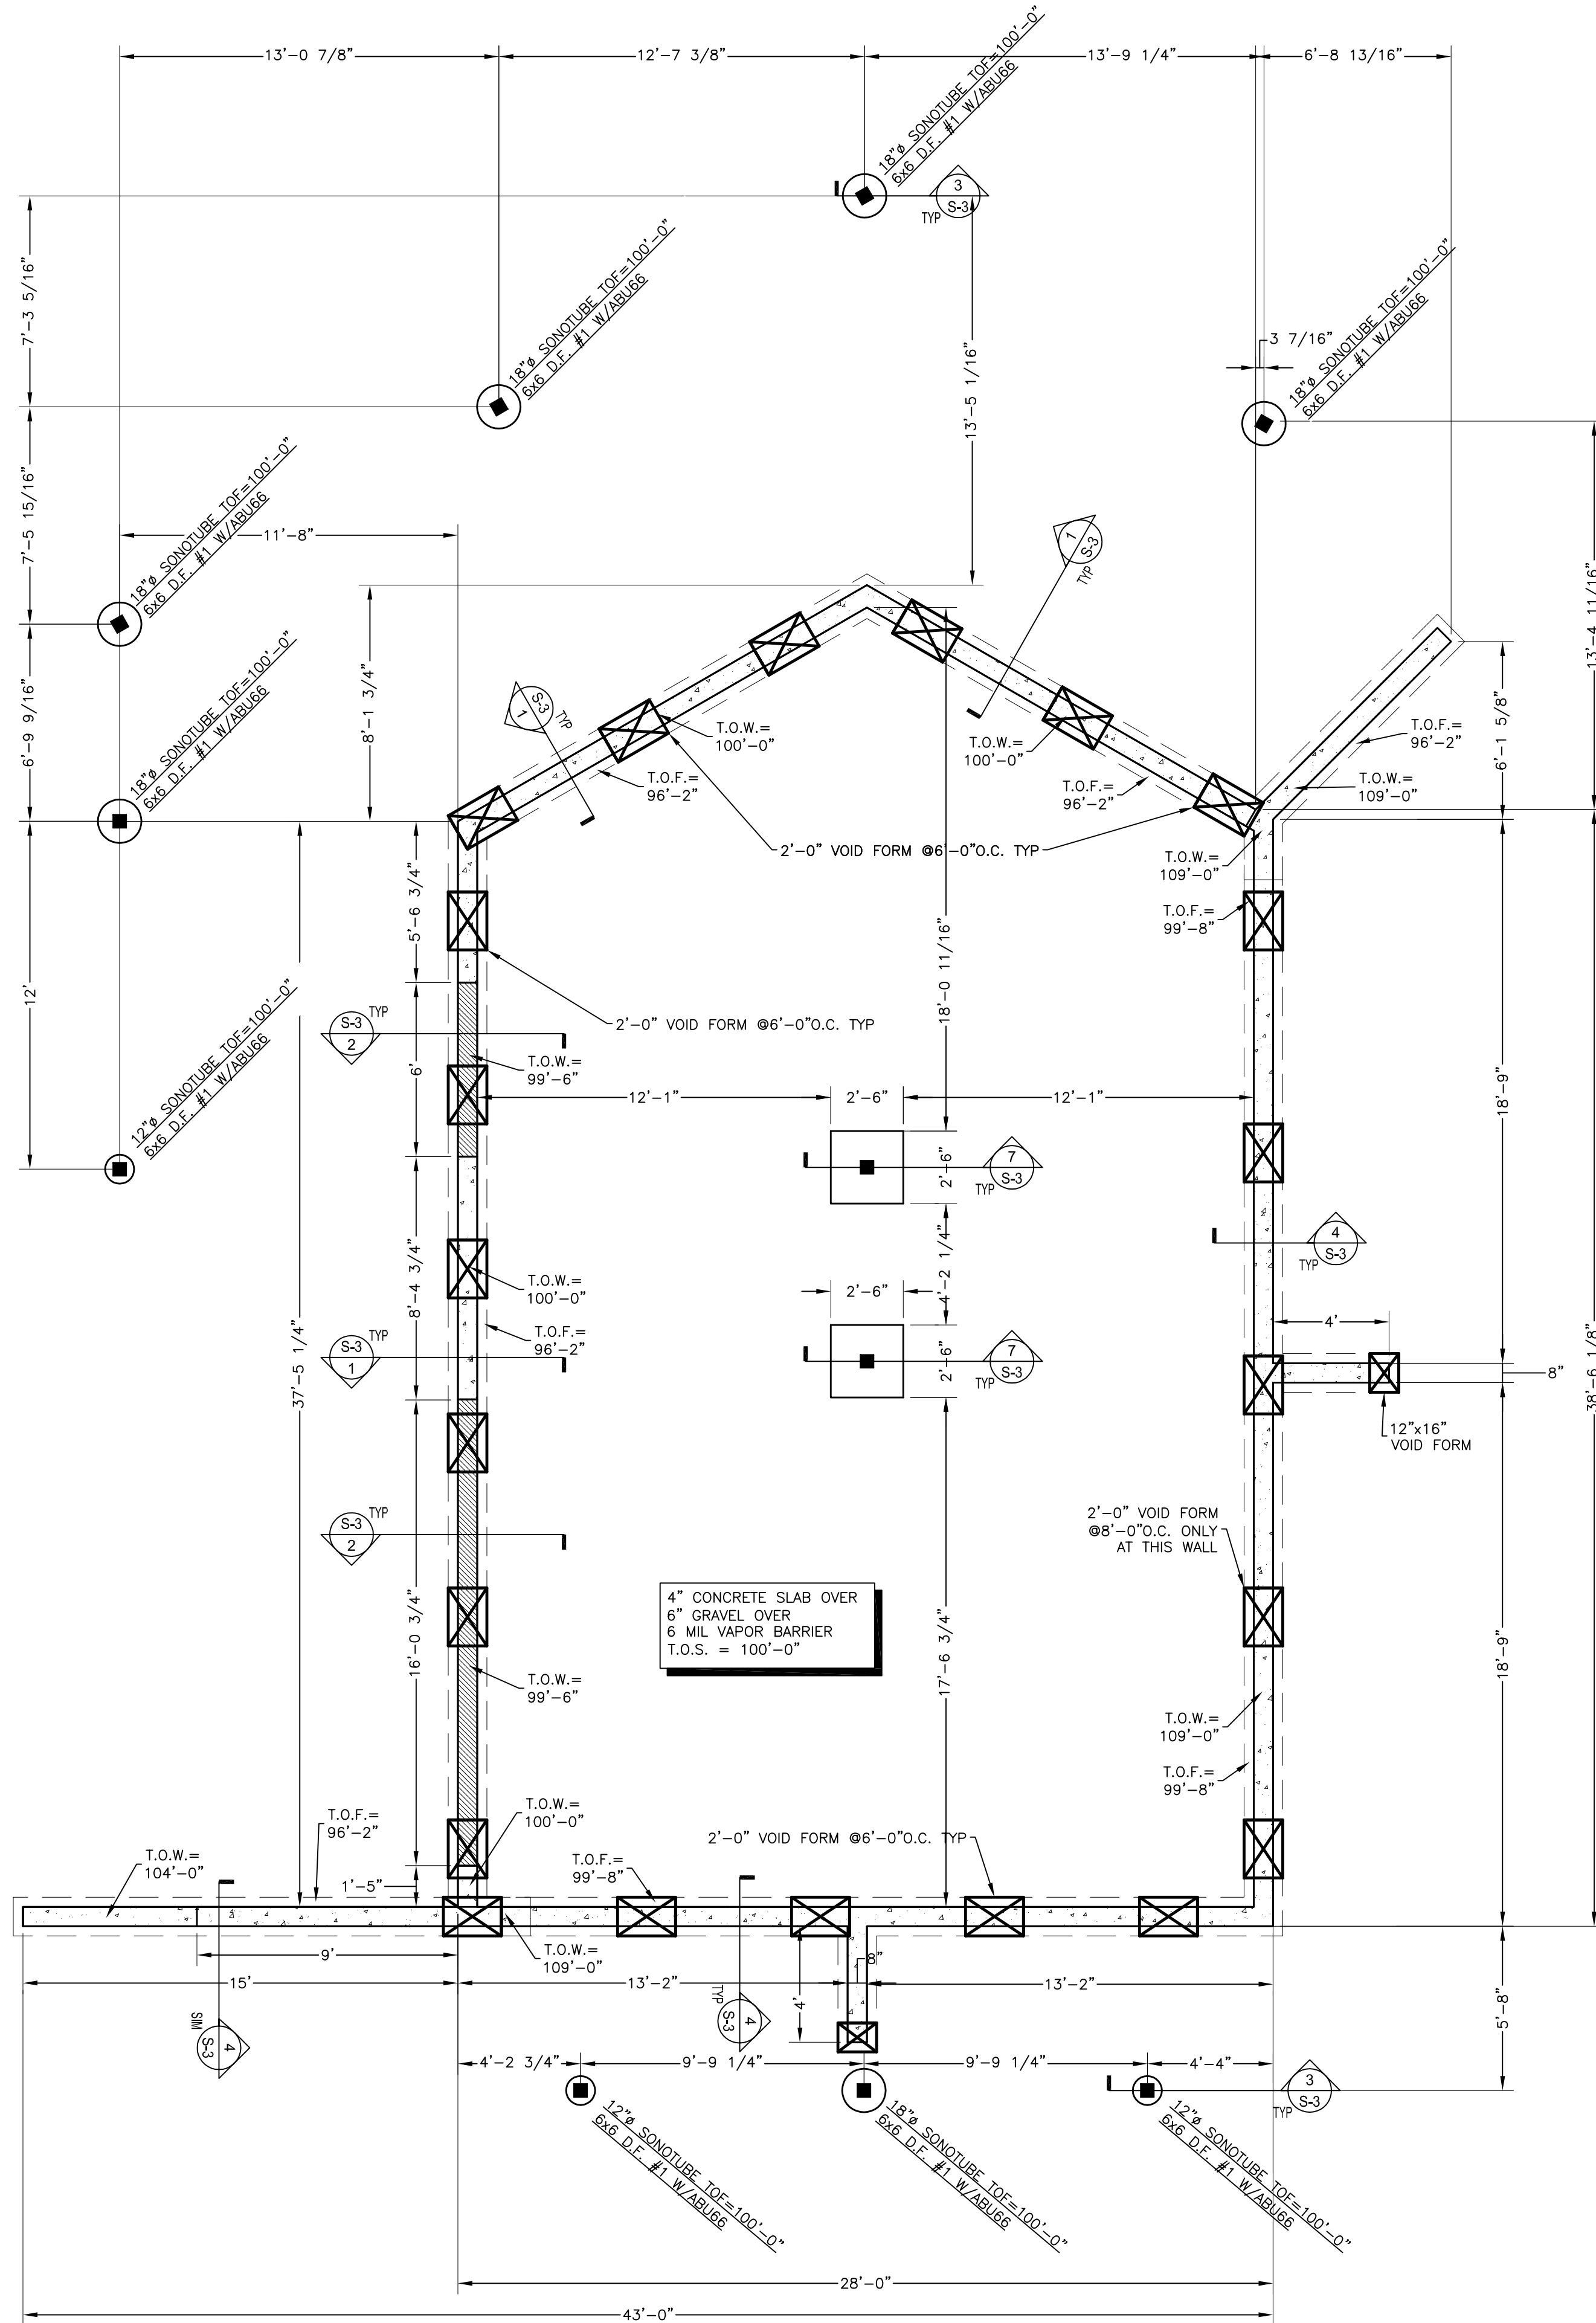 13'-0 7/8"
12'-7 3/8"
13'-9 1/4"
6'-8 13/16"
18"ø SONOTUBE TOF=100'-0"
6x6 D.F. #1 W/ABU66
3
S-3
TYP
7'-3 5/16"
18"ø SONOTUBE TOF=100'-0"
6x6 D.F. #1 W/ABU66
18"ø SONOTUBE TOF=100'-0"
6x6 D.F. #1 W/ABU66
3 7/16"
13'-5 1/16"
7'-5 15/16"
18"ø SONOTUBE TOF=100'-0"
6x6 D.F. #1 W/ABU66
11'-8"
1
S-3
TYP
13'-4 11/16"
6'-9 9/16"
18"ø SONOTUBE TOF=100'-0"
6x6 D.F. #1 W/ABU66
8'-1 3/4"
S-3
1
TYP
T.O.W.=
100'-0"
T.O.W.=
100'-0"
T.O.F.=
96'-2"
6'-1 5/8"
T.O.F.=
96'-2"
T.O.F.=
96'-2"
T.O.W.=
109'-0"
2'-0" VOID FORM @6'-0"O.C. TYP
T.O.W.=
109'-0"
5'-6 3/4"
T.O.F.=
99'-8"
12'
18'-0 11/16"
12"ø SONOTUBE TOF=100'-0"
6x6 D.F. #1 W/ABU66
S-3
2
TYP
2'-0" VOID FORM @6'-0"O.C. TYP
6'
T.O.W.=
99'-6"
18'-9"
12'-1"
2'-6"
12'-1"
2'-6"
7
S-3
TYP
4'-2 1/4"
4
S-3
TYP
8'-4 3/4"
T.O.W.=
100'-0"
2'-6"
T.O.F.=
96'-2"
4'
37'-5 1/4"
S-3
1
TYP
2'-6"
7
S-3
TYP
8"
38'-6 1/8"
12"x16"
VOID FORM
S-3
2
TYP
2'-0" VOID FORM
@8'-0"O.C. ONLY
AT THIS WALL
4" CONCRETE SLAB OVER
6" GRAVEL OVER
6 MIL VAPOR BARRIER
T.O.S. = 100'-0"
16'-0 3/4"
17'-6 3/4"
18'-9"
T.O.W.=
99'-6"
T.O.W.=
109'-0"
T.O.F.=
99'-8"
T.O.F.=
96'-2"
T.O.W.=
100'-0"
2'-0" VOID FORM @6'-0"O.C. TYP
T.O.W.=
104'-0"
1'-5"
T.O.F.=
99'-8"
9'
T.O.W.=
109'-0"
8"
15'
13'-2"
13'-2"
4'
5'-8"
SIM
4
S-3
TYP
4
S-3
4'-2 3/4"
9'-9 1/4"
9'-9 1/4"
4'-4"
3
S-3
TYP
12"ø SONOTUBE TOF=100'-0"
6x6 D.F. #1 W/ABU66
18"ø SONOTUBE TOF=100'-0"
6x6 D.F. #1 W/ABU66
12"ø SONOTUBE TOF=100'-0"
6x6 D.F. #1 W/ABU66
28'-0"
43'-0"